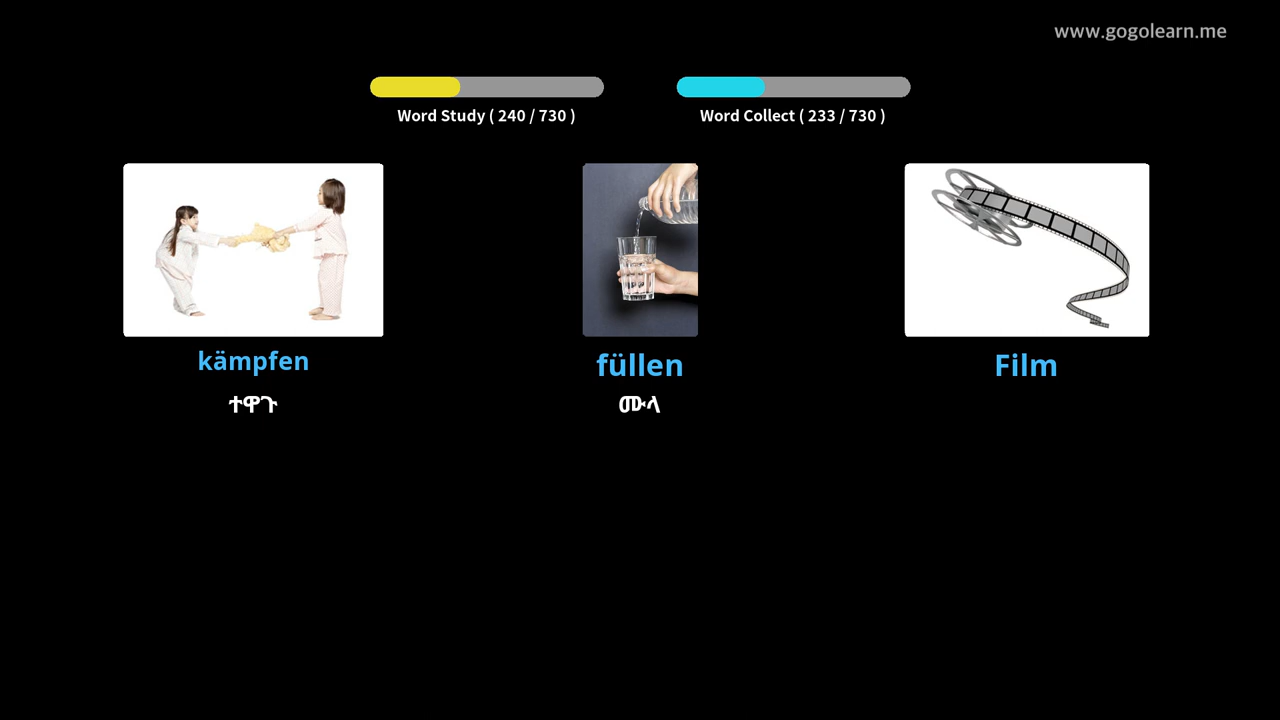 www.gogolearn.me
Word Study ( 240 / 730 )
Word Collect ( 233 / 730 )
kämpfen
füllen
Film
ተዋጉ
ሙላ